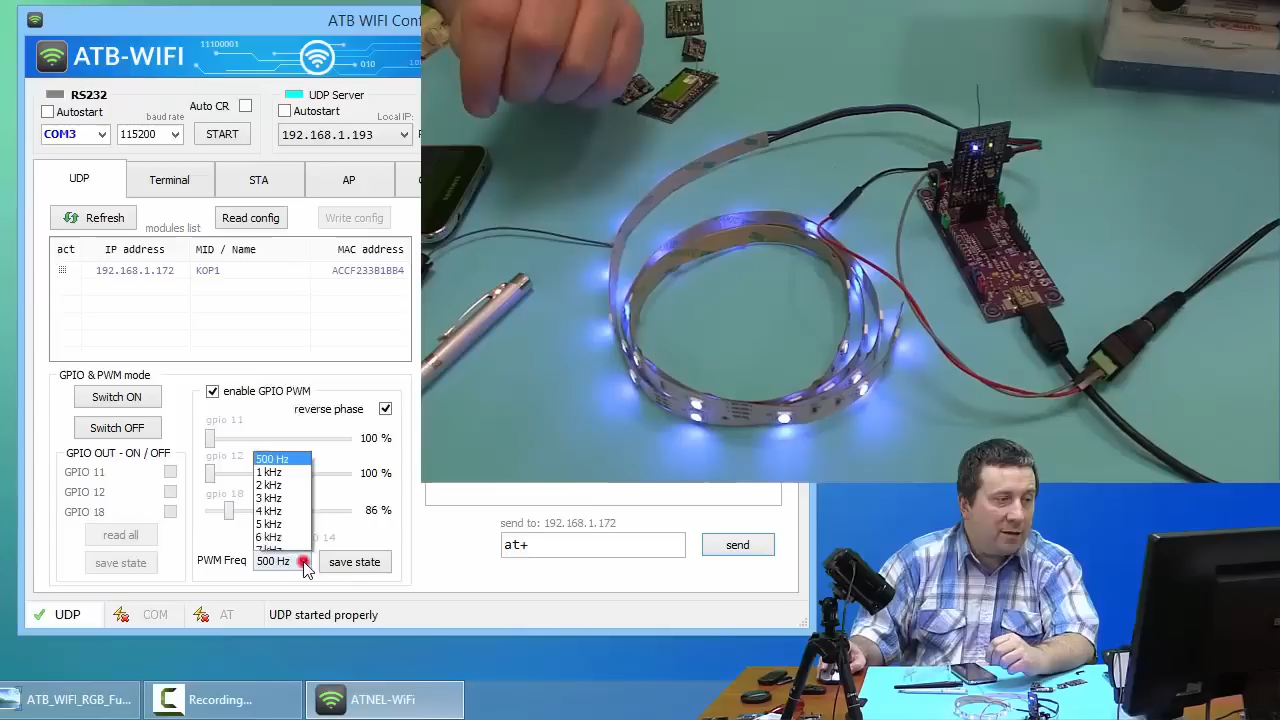 ATB WIFI Conf
ATB-WIFI
11100001
010
RS232
Autostart
Auto CR
baud rate
COM3
115200
START
UDP Server
Autostart
Local IP:
192.168.1.193
UDP
Terminal
STA
AP
Refresh
modules list
Read config
Write config
act IP address MID / Name MAC address
192.168.1.172 KOP1 ACCF233B1BB4
GPIO & PWM mode
Switch ON
Switch OFF
GPIO OUT - ON / OFF
GPIO 11
GPIO 12
GPIO 18
read all
save state
enable GPIO PWM
reverse phase
gpio 11
100 %
gpio 12
100 %
gpio 18
86 %
500 Hz
1 kHz
2 kHz
3 kHz
4 kHz
5 kHz
6 kHz
7 kHz
14
PWM Freq
500 Hz
save state
send to: 192.168.1.172
at+
send
UDP
COM
AT
UDP started properly
ATB_WIFI_RGB_Fu...
Recording...
ATNEL-WiFi